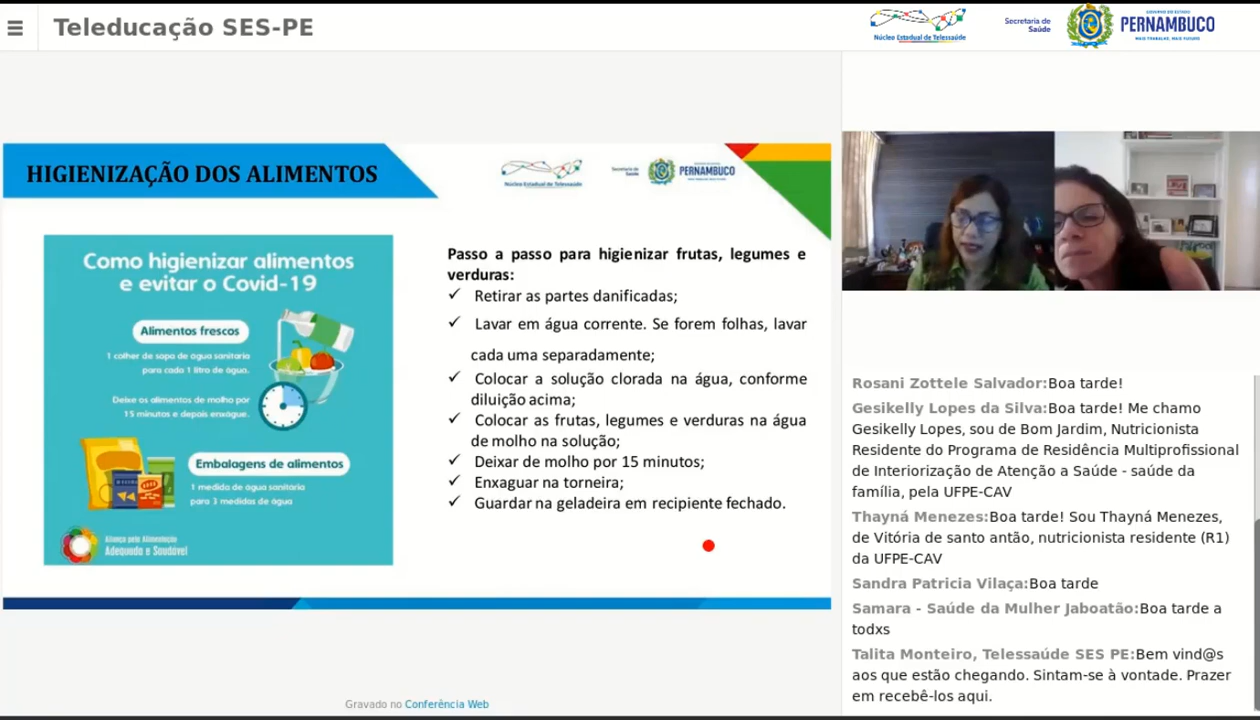 Teleducação SES-PE
Núcleo Estadual de Telessaúde
Secretaria de
Saúde
GOVERNO DO ESTADO
PERNAMBUCO
MAIS TRABALHO, MAIS FUTURO
HIGIENIZAÇÃO DOS ALIMENTOS
Núcleo Estadual de Telessaúde
Secretaria de
Saúde
PERNAMBUCO
Como higienizar alimentos
e evitar o Covid-19
Alimentos frescos
1 colher de sopa de água sanitária
para cada 1 litro de água.
Deixe os alimentos de molho por
15 minutos e depois enxague.
Embalagens de alimentos
1 medida de água sanitária
para 3 medidas de água
Aliança pela Alimentação
Adequada e Saudável
Passo a passo para higienizar frutas, legumes e
verduras:
✓ Retirar as partes danificadas;
✓ Lavar em água corrente. Se forem folhas, lavar
cada uma separadamente;
✓ Colocar a solução clorada na água, conforme
diluição acima;
✓ Colocar as frutas, legumes e verduras na água
de molho na solução;
✓ Deixar de molho por 15 minutos;
✓ Enxaguar na torneira;
✓ Guardar na geladeira em recipiente fechado.
Gravado no Conferência Web
Rosani Zottele Salvador:Boa tarde!
Gesikelly Lopes da Silva:Boa tarde! Me chamo
Gesikelly Lopes, sou de Bom Jardim, Nutricionista
Residente do Programa de Residência Multiprofissional
de Interiorização de Atenção a Saúde - saúde da
família, pela UFPE-CAV
Thayná Menezes:Boa tarde! Sou Thayná Menezes,
de Vitória de santo antão, nutricionista residente (R1)
da UFPE-CAV
Sandra Patricia Vilaça:Boa tarde
Samara - Saúde da Mulher Jaboatão:Boa tarde a
todxs
Talita Monteiro, Telessaúde SES PE:Bem vind@s
aos que estão chegando. Sintam-se à vontade. Prazer
em recebê-los aqui.